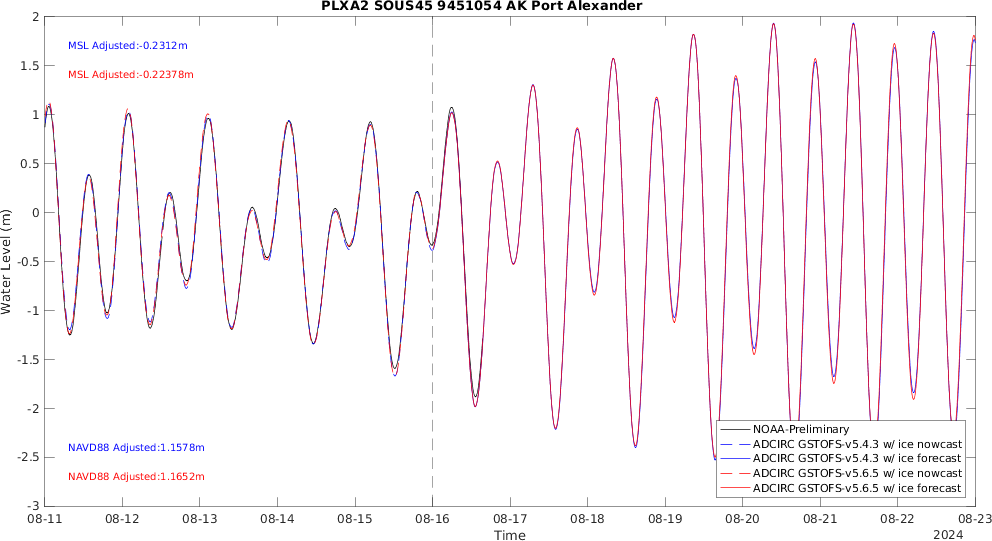 PLXA2 SOUS45 9451054 AK Port Alexander
MSL Adjusted:-0.2312m
MSL Adjusted:-0.22378m
Water Level (m)
2
1.5
1
0.5
0
-0.5
-1
-1.5
-2
-2.5
-3
NAVD88 Adjusted:1.1578m
NAVD88 Adjusted:1.1652m
NOAA-Preliminary
ADCIRC GSTOFS-v5.4.3 w/ ice nowcast
ADCIRC GSTOFS-v5.4.3 w/ ice forecast
ADCIRC GSTOFS-v5.6.5 w/ ice nowcast
ADCIRC GSTOFS-v5.6.5 w/ ice forecast
08-11 08-12 08-13 08-14 08-15 08-16 08-17 08-18 08-19 08-20 08-21 08-22 08-23
Time
2024